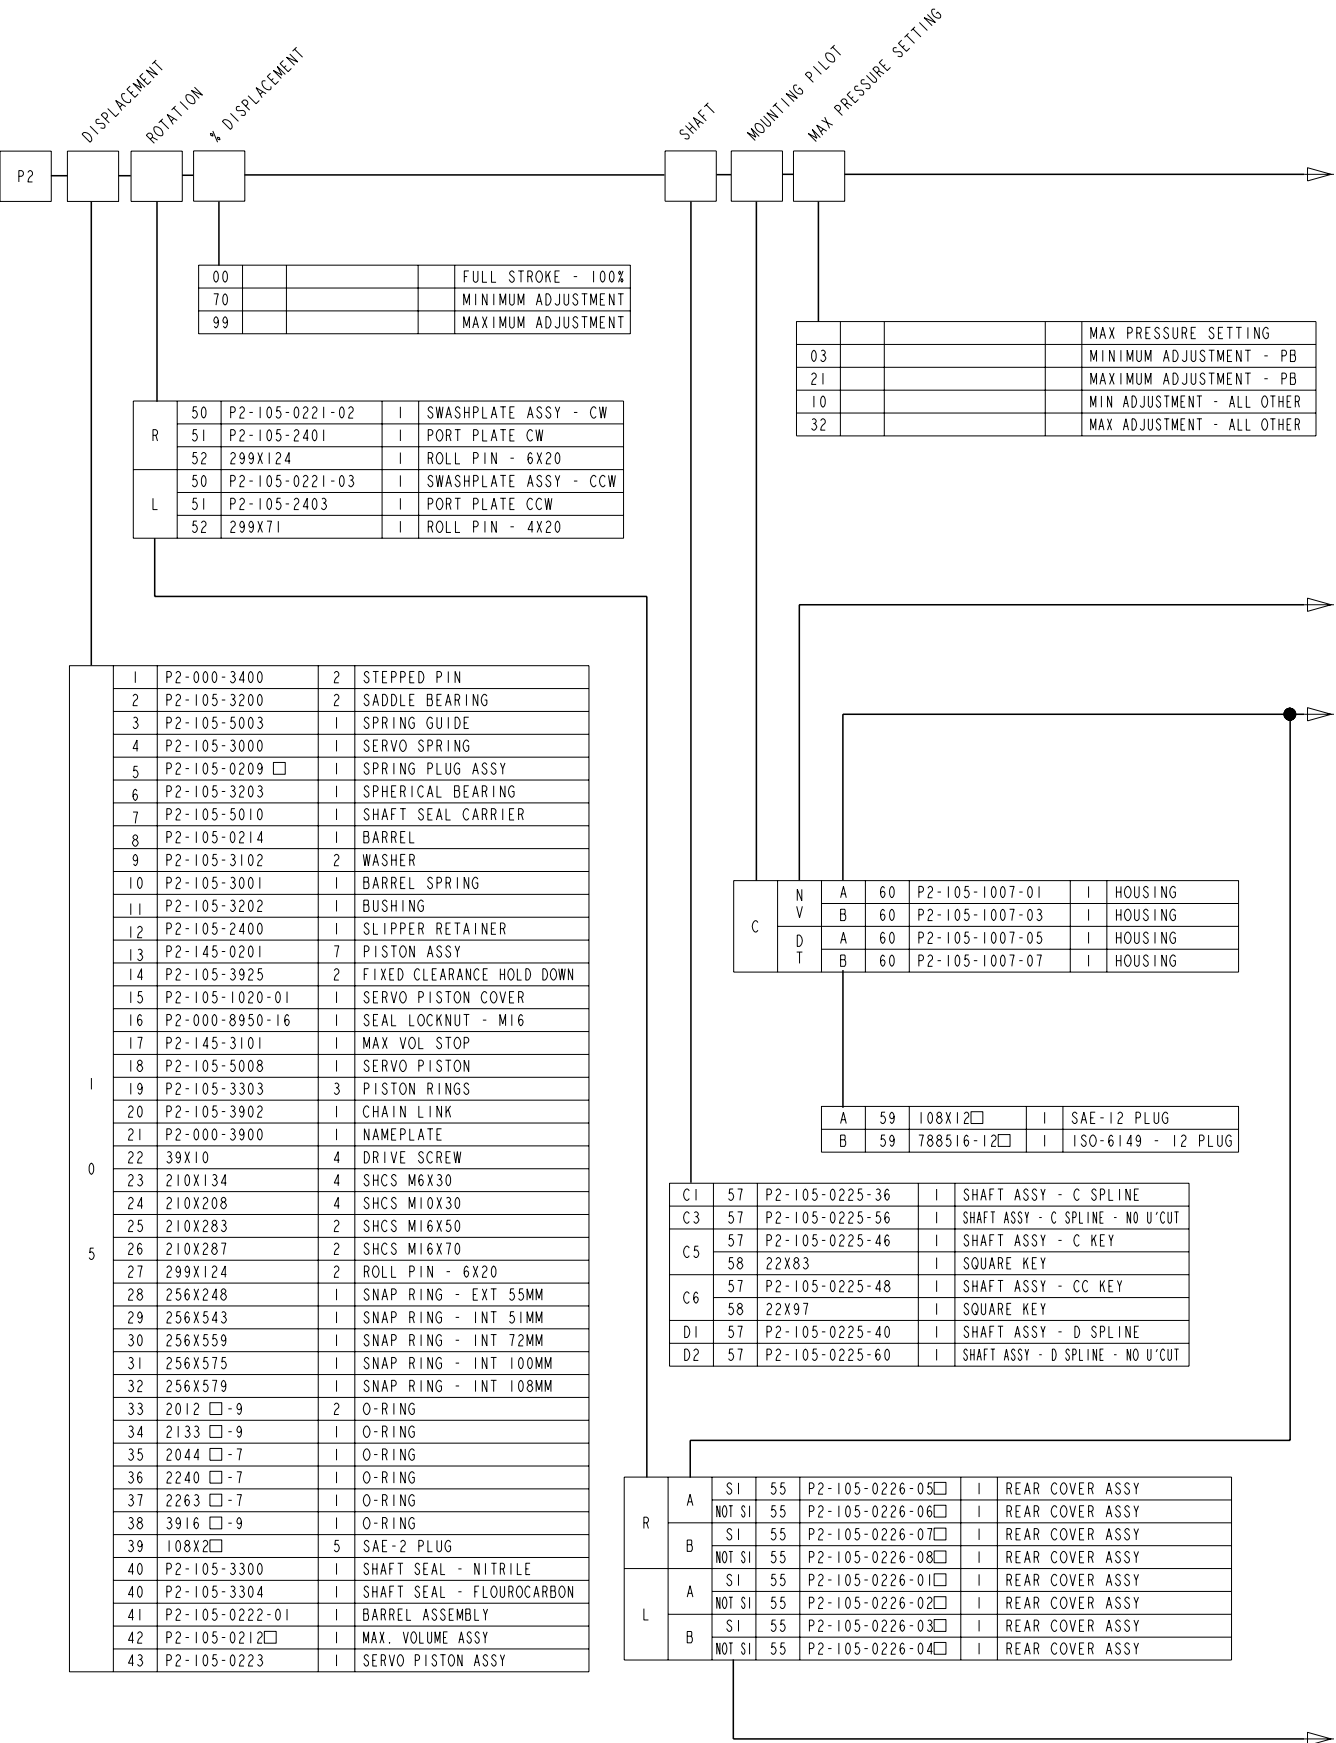 DISPLACEMENT
ROTATION
% DISPLACEMENT
SHAFT
MOUNTING PILOT
MAX PRESSURE SETTING
P2
00 FULL STROKE - 100%
70 MINIMUM ADJUSTMENT
99 MAXIMUM ADJUSTMENT
MAX PRESSURE SETTING
03 MINIMUM ADJUSTMENT - PB
21 MAXIMUM ADJUSTMENT - PB
10 MIN ADJUSTMENT - ALL OTHER
32 MAX ADJUSTMENT - ALL OTHER
R
50 P2-105-0221-02 1 SWASHPLATE ASSY - CW
51 P2-105-2401 1 PORT PLATE CW
52 299X124 1 ROLL PIN - 6X20
L
50 P2-105-0221-03 1 SWASHPLATE ASSY - CCW
51 P2-105-2403 1 PORT PLATE CCW
52 299X71 1 ROLL PIN - 4X20
105
1 P2-000-3400 2 STEPPED PIN
2 P2-105-3200 2 SADDLE BEARING
3 P2-105-5003 1 SPRING GUIDE
4 P2-105-3000 1 SERVO SPRING
5 P2-105-0209 □ 1 SPRING PLUG ASSY
6 P2-105-3203 1 SPHERICAL BEARING
7 P2-105-5010 1 SHAFT SEAL CARRIER
8 P2-105-0214 1 BARREL
9 P2-105-3102 2 WASHER
10 P2-105-3001 1 BARREL SPRING
11 P2-105-3202 1 BUSHING
12 P2-105-2400 1 SLIPPER RETAINER
13 P2-145-0201 7 PISTON ASSY
14 P2-105-3925 2 FIXED CLEARANCE HOLD DOWN
15 P2-105-1020-01 1 SERVO PISTON COVER
16 P2-000-8950-16 1 SEAL LOCKNUT - M16
17 P2-145-3101 1 MAX VOL STOP
18 P2-105-5008 1 SERVO PISTON
19 P2-105-3303 3 PISTON RINGS
20 P2-105-3902 1 CHAIN LINK
21 P2-000-3900 1 NAMEPLATE
22 39X10 4 DRIVE SCREW
23 210X134 4 SHCS M6X30
24 210X208 4 SHCS M10X30
25 210X283 2 SHCS M16X50
26 210X287 2 SHCS M16X70
27 299X124 2 ROLL PIN - 6X20
28 256X248 1 SNAP RING - EXT 55MM
29 256X543 1 SNAP RING - INT 51MM
30 256X559 1 SNAP RING - INT 72MM
31 256X575 1 SNAP RING - INT 100MM
32 256X579 1 SNAP RING - INT 108MM
33 2012 □ -9 2 O-RING
34 2133 □ -9 1 O-RING
35 2044 □ -7 1 O-RING
36 2240 □ -7 1 O-RING
37 2263 □ -7 1 O-RING
38 3916 □ -9 1 O-RING
39 108X2□ 5 SAE-2 PLUG
40 P2-105-3300 1 SHAFT SEAL - NITRILE
40 P2-105-3304 1 SHAFT SEAL - FLOUROCARBON
41 P2-105-0222-01 1 BARREL ASSEMBLY
42 P2-105-0212□ 1 MAX. VOLUME ASSY
43 P2-105-0223 1 SERVO PISTON ASSY
C
NV
A 60 P2-105-1007-01 1 HOUSING
B 60 P2-105-1007-03 1 HOUSING
DT
A 60 P2-105-1007-05 1 HOUSING
B 60 P2-105-1007-07 1 HOUSING
A 59 108X12□ 1 SAE-12 PLUG
B 59 788516-12□ 1 ISO-6149 - 12 PLUG
C1 57 P2-105-0225-36 1 SHAFT ASSY - C SPLINE
C3 57 P2-105-0225-56 1 SHAFT ASSY - C SPLINE - NO U'CUT
C5 57 P2-105-0225-46 1 SHAFT ASSY - C KEY
58 22X83 1 SQUARE KEY
C6 57 P2-105-0225-48 1 SHAFT ASSY - CC KEY
58 22X97 1 SQUARE KEY
D1 57 P2-105-0225-40 1 SHAFT ASSY - D SPLINE
D2 57 P2-105-0225-60 1 SHAFT ASSY - D SPLINE - NO U'CUT
R
A
SI 55 P2-105-0226-05□ 1 REAR COVER ASSY
NOT SI 55 P2-105-0226-06□ 1 REAR COVER ASSY
B
SI 55 P2-105-0226-07□ 1 REAR COVER ASSY
NOT SI 55 P2-105-0226-08□ 1 REAR COVER ASSY
L
A
SI 55 P2-105-0226-01□ 1 REAR COVER ASSY
NOT SI 55 P2-105-0226-02□ 1 REAR COVER ASSY
B
SI 55 P2-105-0226-03□ 1 REAR COVER ASSY
NOT SI 55 P2-105-0226-04□ 1 REAR COVER ASSY